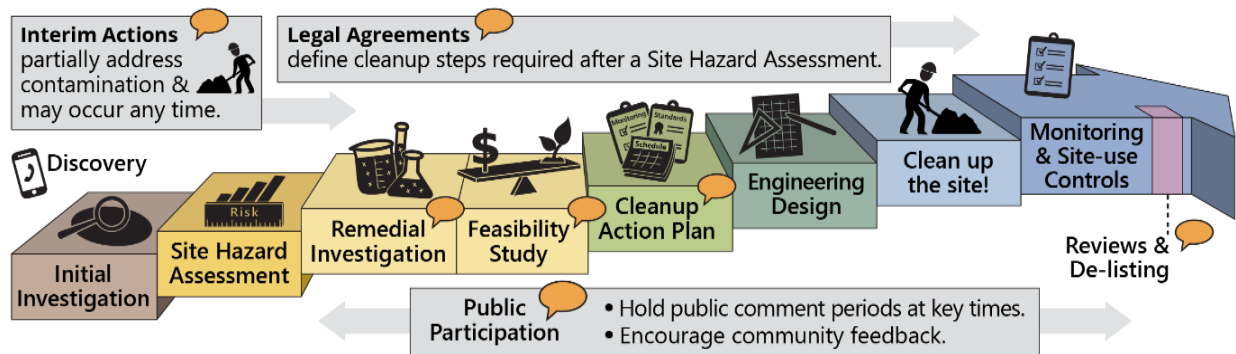 Interim Actions
partially address
contamination &
may occur any time.
Legal Agreements
define cleanup steps required after a Site Hazard Assessment.
Discovery
Initial
Investigation
Risk
Site Hazard
Assessment
Remedial
Investigation
$
Feasibility
Study
Monitoring
Standards
Schedule
Cleanup
Action Plan
Engineering
Design
Clean up
the site!
Monitoring
& Site-use
Controls
Reviews &
De-listing
Public
Participation
• Hold public comment periods at key times.
• Encourage community feedback.